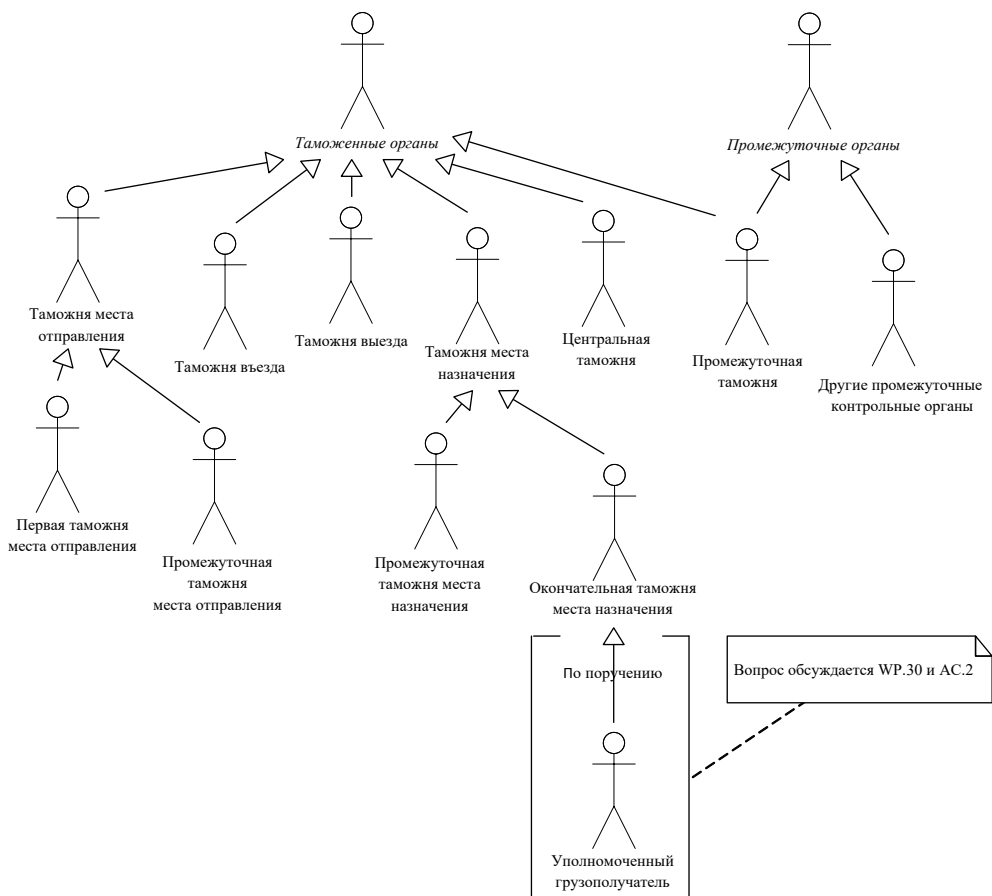 Таможенные органы
Промежуточные органы
Таможня места
отправления
Таможня въезда
Таможня выезда
Таможня места
назначения
Центральная
таможня
Промежуточная
таможня
Другие промежуточные
контрольные органы
Первая таможня
места отправления
Промежуточная
таможня
места отправления
Промежуточная
таможня места
назначения
Окончательная таможня
места назначения
По поручению
Вопрос обсуждается WP.30 и AC.2
Уполномоченный
грузополучатель